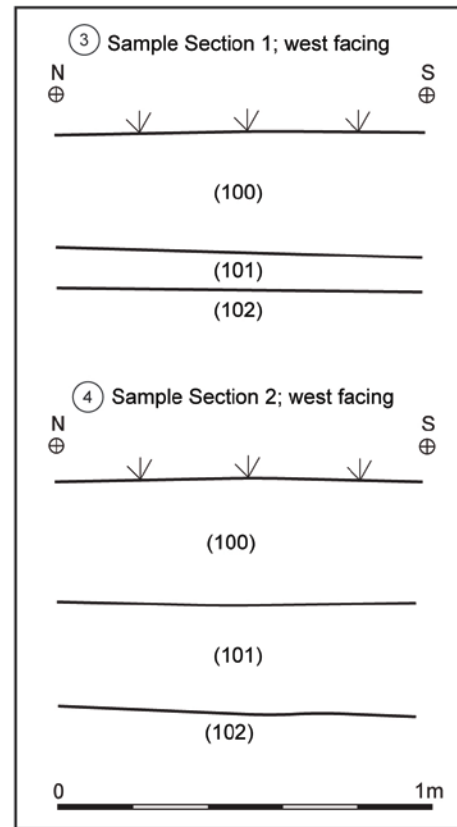 3 Sample Section 1; west facing
N S
(100)
(101)
(102)
4 Sample Section 2; west facing
N S
(100)
(101)
(102)
0 1m